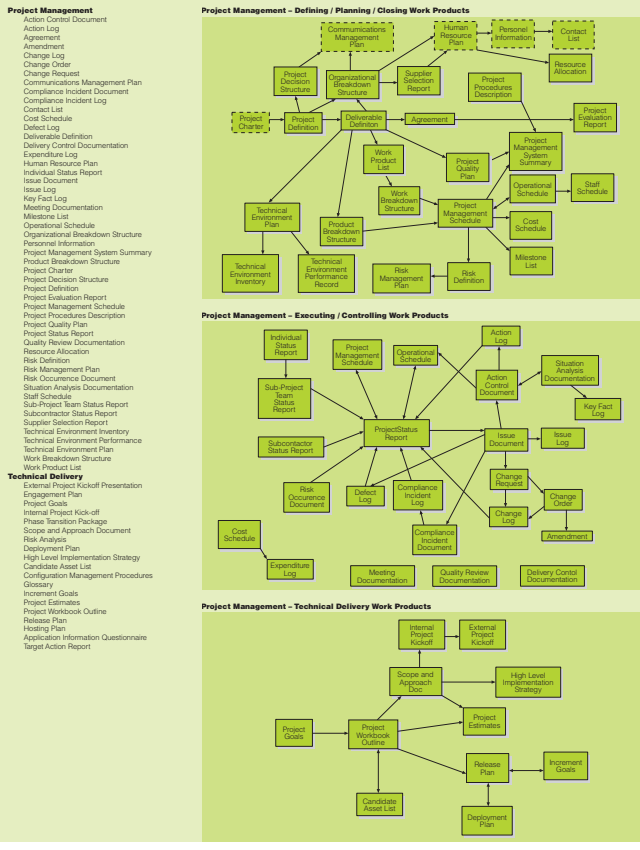 Project Management
Action Control Document
Action Log
Agreement
Amendment
Change Log
Change Order
Change Request
Communications Management Plan
Compliance Incident Document
Compliance Incident Log
Contact List
Cost Schedule
Defect Log
Deliverable Definition
Delivery Control Documentation
Expenditure Log
Human Resource Plan
Individual Status Report
Issue Document
Issue Log
Key Fact Log
Meeting Documentation
Milestone List
Operational Schedule
Organizational Breakdown Structure
Personnel Information
Project Management System Summary
Product Breakdown Structure
Project Charter
Project Decision Structure
Project Definition
Project Evaluation Report
Project Management Schedule
Project Procedures Description
Project Quality Plan
Project Status Report
Quality Review Documentation
Resource Allocation
Risk Definition
Risk Management Plan
Risk Occurrence Document
Situation Analysis Documentation
Staff Schedule
Sub-Project Team Status Report
Subcontractor Status Report
Supplier Selection Report
Technical Environment Inventory
Technical Environment Performance
Technical Environment Plan
Work Breakdown Structure
Work Product List
Technical Delivery
External Project Kickoff Presentation
Engagement Plan
Project Goals
Internal Project Kick-off
Phase Transition Package
Scope and Approach Document
Risk Analysis
Deployment Plan
High Level Implementation Strategy
Candidate Asset List
Configuration Management Procedures
Glossary
Increment Goals
Project Estimates
Project Workbook Outline
Release Plan
Hosting Plan
Application Information Questionnaire
Target Action Report
Project Management – Defining / Planning / Closing Work Products
Communications
Management
Plan
Human
Resource
Plan
Personel
Information
Contact
List
Project
Decision
Structure
Organizational
Breakdown
Structure
Supplier
Selection
Report
Project
Procedures
Description
Resource
Allocation
Project
Charter
Project
Definition
Deliverable
Definiton
Agreement
Project
Evaluation
Report
Work
Product
List
Project
Quality
Plan
Project
Management
System
Summary
Work
Breakdown
Structure
Operational
Schedule
Staff
Schedule
Technical
Environment
Plan
Product
Breakdown
Structure
Project
Management
Schedule
Cost
Schedule
Technical
Environment
Inventory
Technical
Environment
Performance
Record
Risk
Management
Plan
Risk
Definition
Milestone
List
Project Management – Executing / Controlling Work Products
Individual
Status
Report
Project
Management
Schedule
Operational
Schedule
Action
Log
Sub-Project
Team
Status
Report
Action
Control
Document
Situation
Analysis
Documentation
Key Fact
Log
Subcontactor
Status Report
ProjectStatus
Report
Issue
Document
Issue
Log
Risk
Occurence
Document
Defect
Log
Compliance
Incident
Log
Change
Request
Change
Order
Change
Log
Cost
Schedule
Compliance
Incident
Document
Amendment
Expenditure
Log
Meeting
Documentation
Quality Review
Documentation
Delivery Contol
Documentation
Project Management – Technical Delivery Work Products
Internal
Project
Kickoff
External
Project
Kickoff
Scope and
Approach
Doc
High Level
Implementation
Strategy
Project
Goals
Project
Workbook
Outline
Project
Estimates
Release
Plan
Increment
Goals
Candidate
Asset List
Deployment
Plan